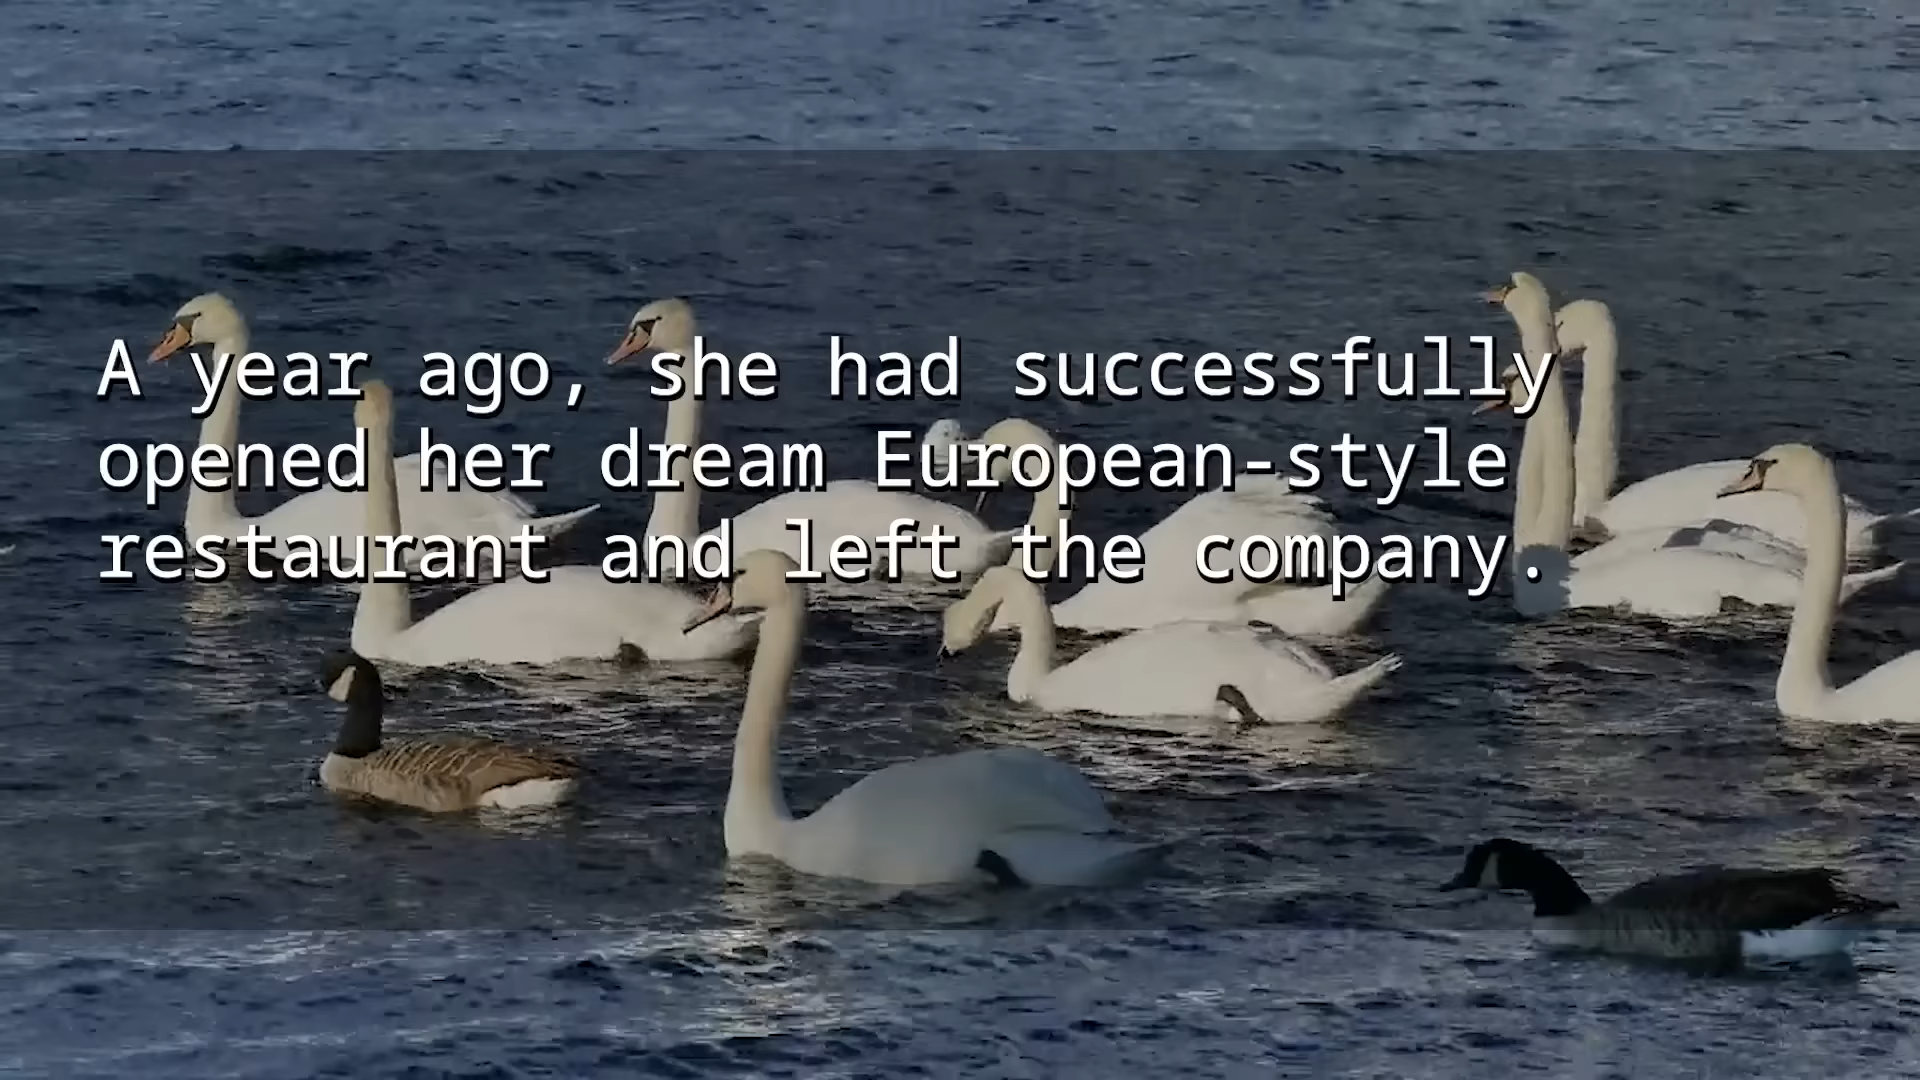 A year ago, she had successfully
opened her dream European-style
restaurant and left the company.